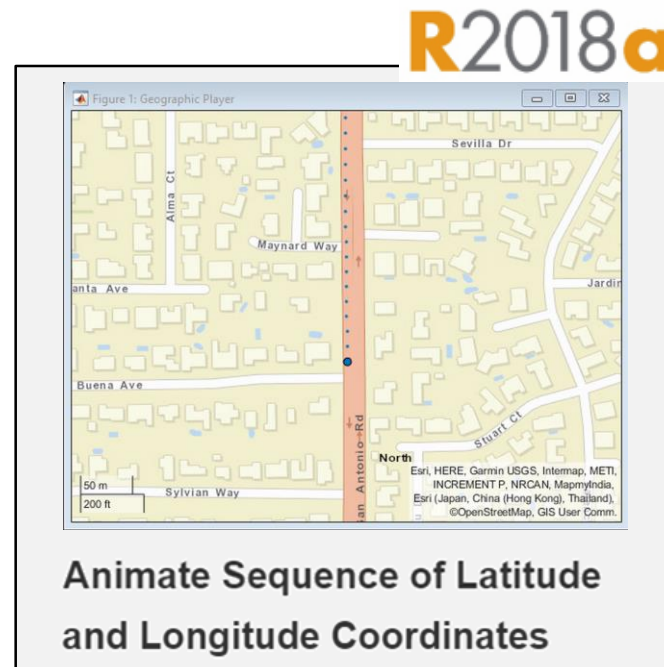 R2018a
Figure 1: Geographic Player
Sevilla Dr
Alma Ct
Maynard Way
anta Ave
Jardin
Buena Ave
Stuart Ct
an Antonio Rd
North
Esri, HERE, Garmin USGS, Intermap, METI,
INCREMENT P, NRCAN, MapmyIndia,
Esri (Japan, China (Hong Kong), Thailand),
©OpenStreetMap, GIS User Comm.
50 m
200 ft
Sylvian Way
Animate Sequence of Latitude
and Longitude Coordinates